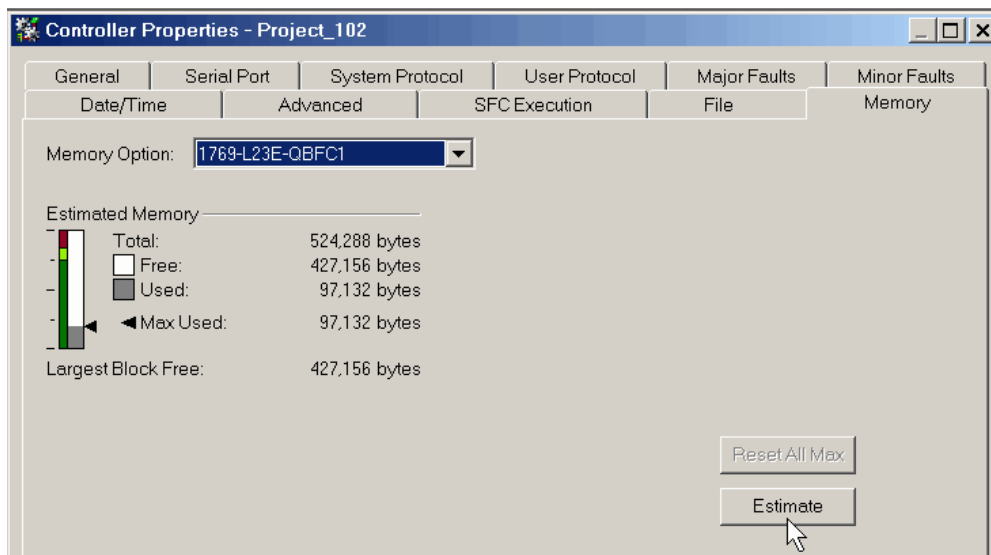 Controller Properties - Project_102
General Serial Port System Protocol User Protocol Major Faults Minor Faults
Date/Time Advanced SFC Execution File Memory
Memory Option: 1769-L23E-QBFC1
Estimated Memory
Total: 524,288 bytes
Free: 427,156 bytes
Used: 97,132 bytes
Max Used: 97,132 bytes
Largest Block Free: 427,156 bytes
Reset All Max
Estimate